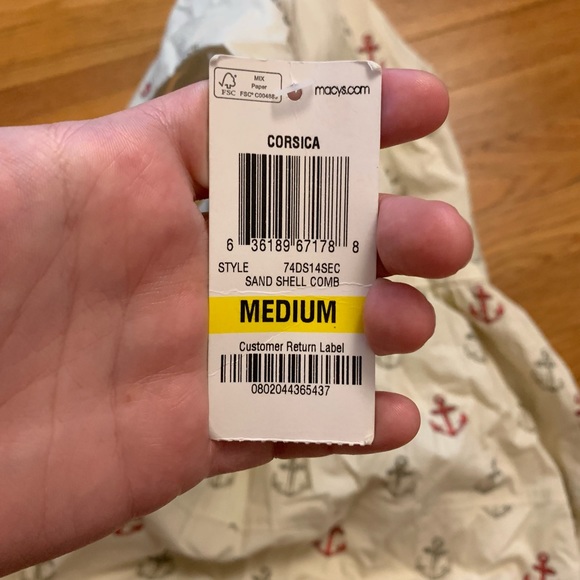 FSC
MIX
Paper
macys.com
CORSICA
6 36189 67178 8
STYLE 74DS14SEC
SAND SHELL COMB
MEDIUM
Customer Return Label
0802044365437